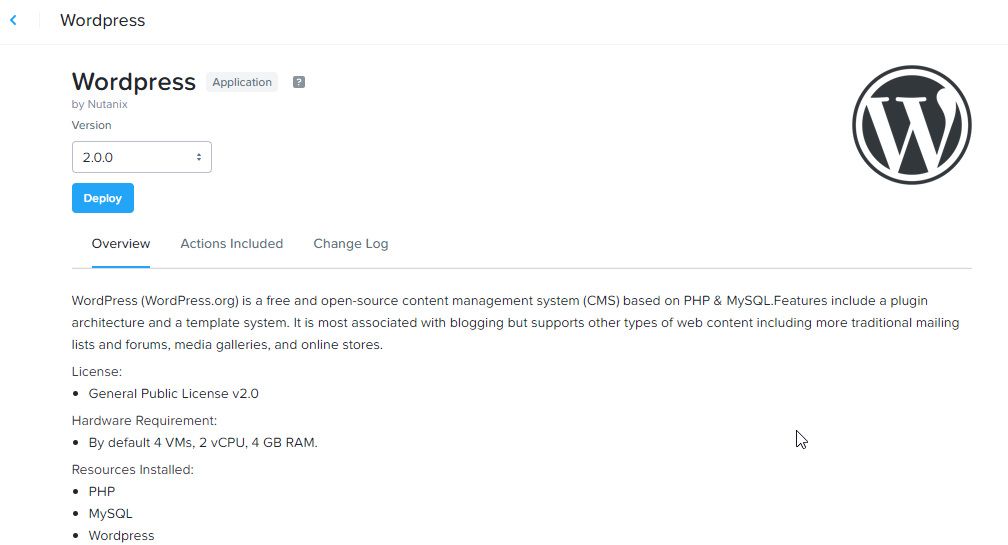 Wordpress
Wordpress Application ?
by Nutanix
Version
2.0.0
Deploy
Overview Actions Included Change Log
WordPress (WordPress.org) is a free and open-source content management system (CMS) based on PHP & MySQL.Features include a plugin
architecture and a template system. It is most associated with blogging but supports other types of web content including more traditional mailing
lists and forums, media galleries, and online stores.
License:
• General Public License v2.0
Hardware Requirement:
• By default 4 VMs, 2 vCPU, 4 GB RAM.
Resources Installed:
• PHP
• MySQL
• Wordpress